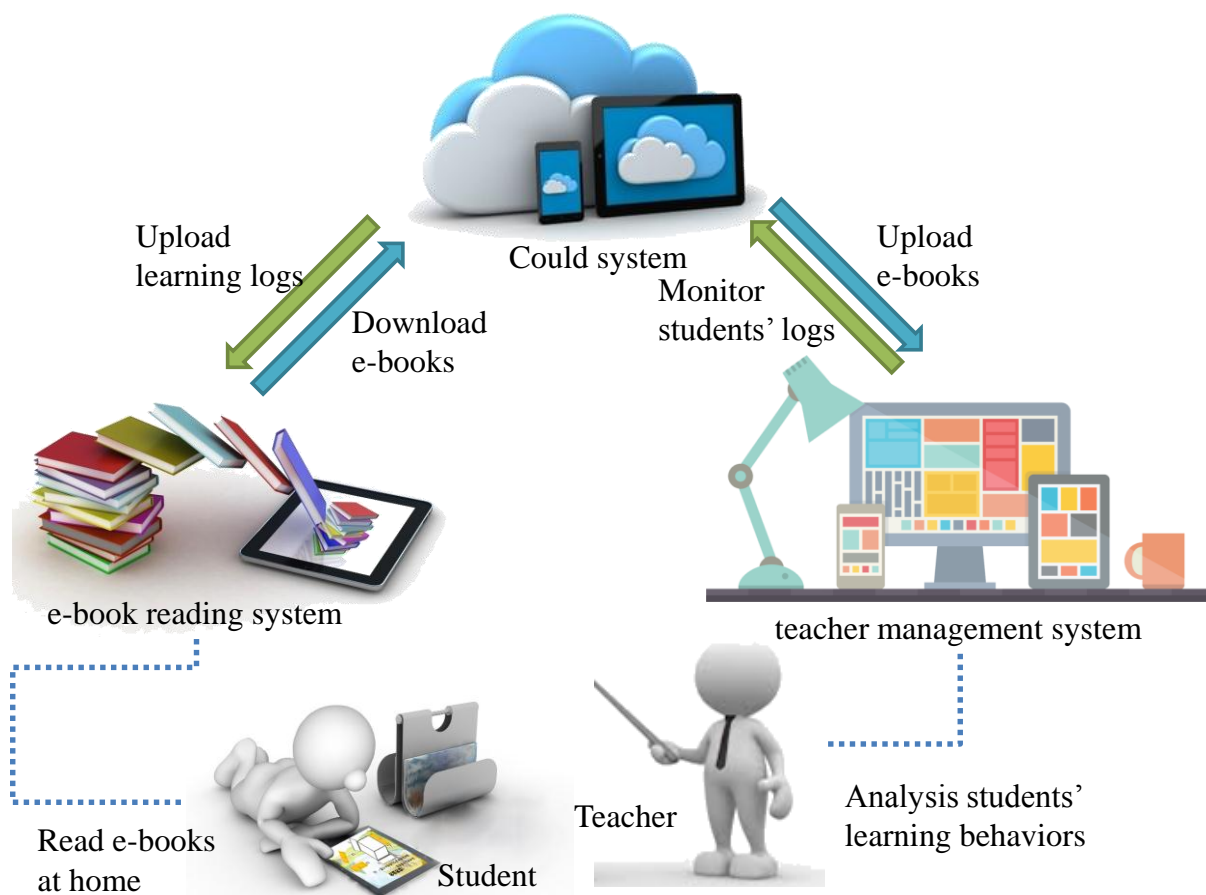 Upload
learning logs
Could system
Upload
e-books
Download
e-books
Monitor
students’ logs
e-book reading system
teacher management system
Read e-books
at home
Student
Teacher
Analysis students’
learning behaviors